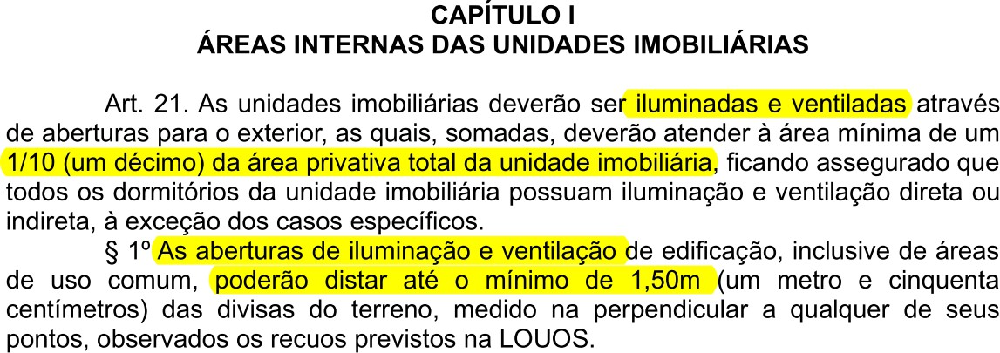 CAPÍTULO I
ÁREAS INTERNAS DAS UNIDADES IMOBILIÁRIAS
Art. 21. As unidades imobiliárias deverão ser iluminadas e ventiladas através
de aberturas para o exterior, as quais, somadas, deverão atender à área mínima de um
1/10 (um décimo) da área privativa total da unidade imobiliária, ficando assegurado que
todos os dormitórios da unidade imobiliária possuam iluminação e ventilação direta ou
indireta, à exceção dos casos específicos.
§ 1º As aberturas de iluminação e ventilação de edificação, inclusive de áreas
de uso comum, poderão distar até o mínimo de 1,50m (um metro e cinquenta
centímetros) das divisas do terreno, medido na perpendicular a qualquer de seus
pontos, observados os recuos previstos na LOUOS.